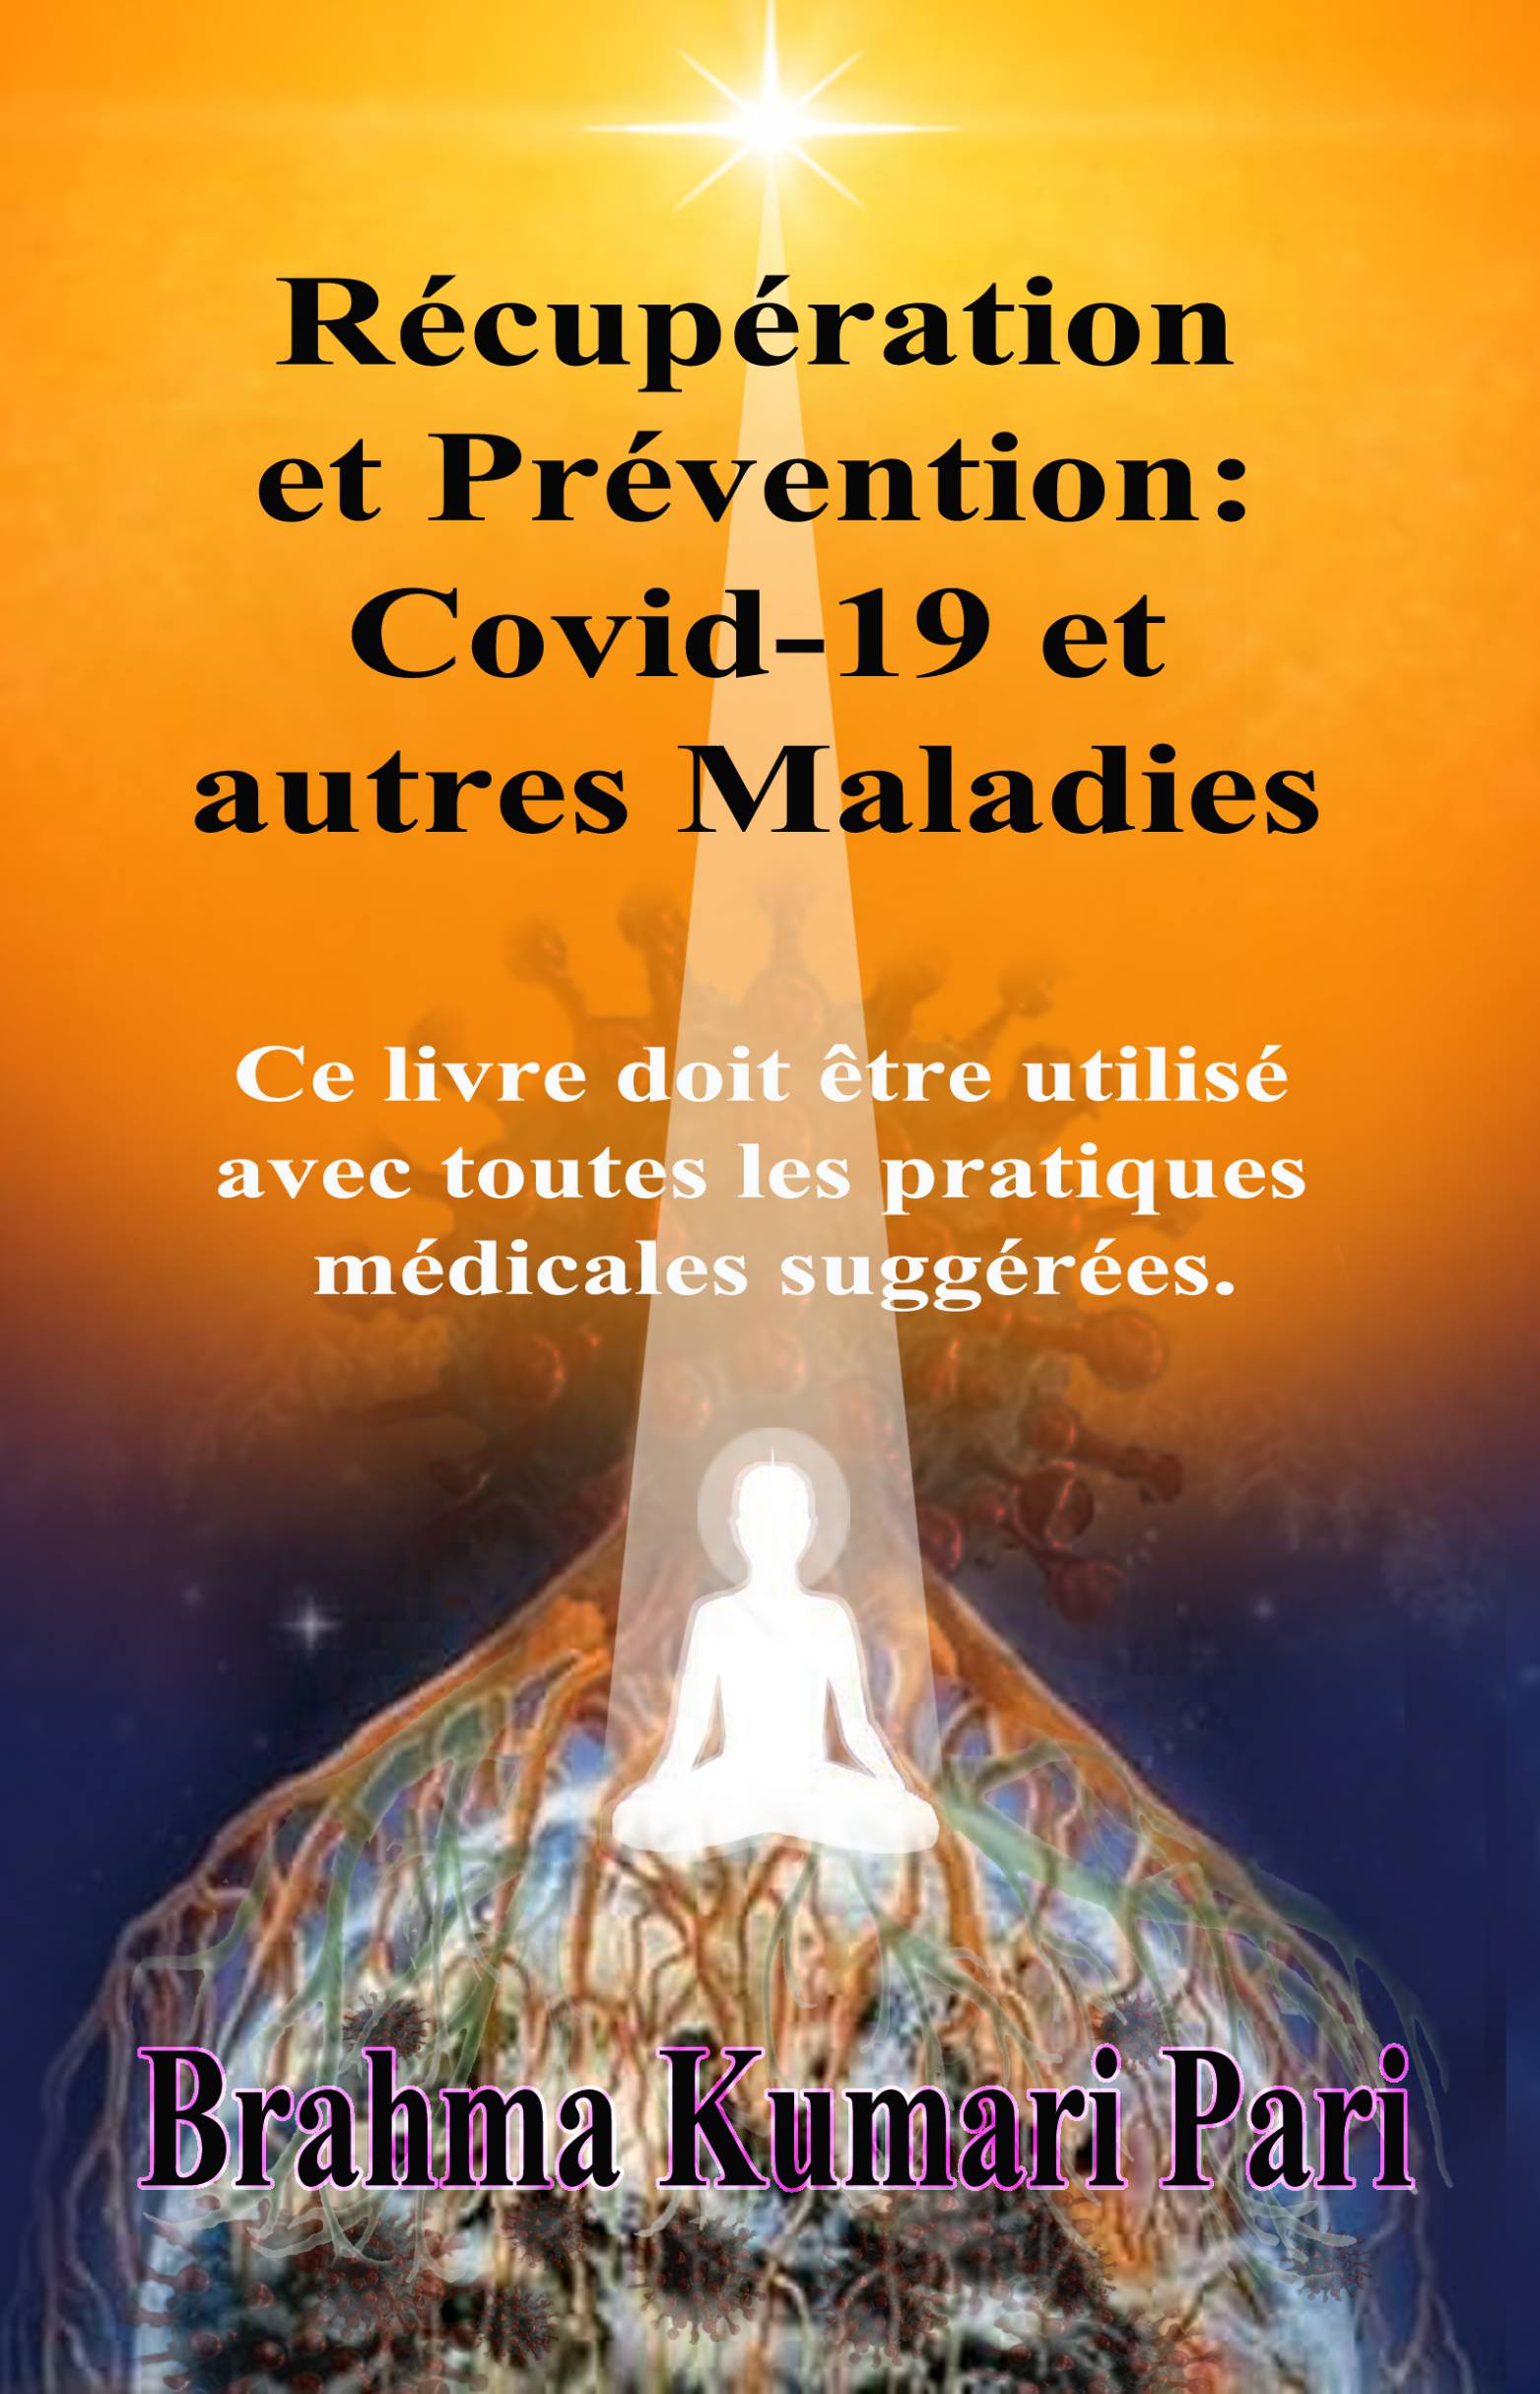 Récupération
et Prévention:
Covid-19 et
autres Maladies
Ce livre doit être utilisé
avec toutes les pratiques
médicales suggérées.
Brahma Kumari Pari